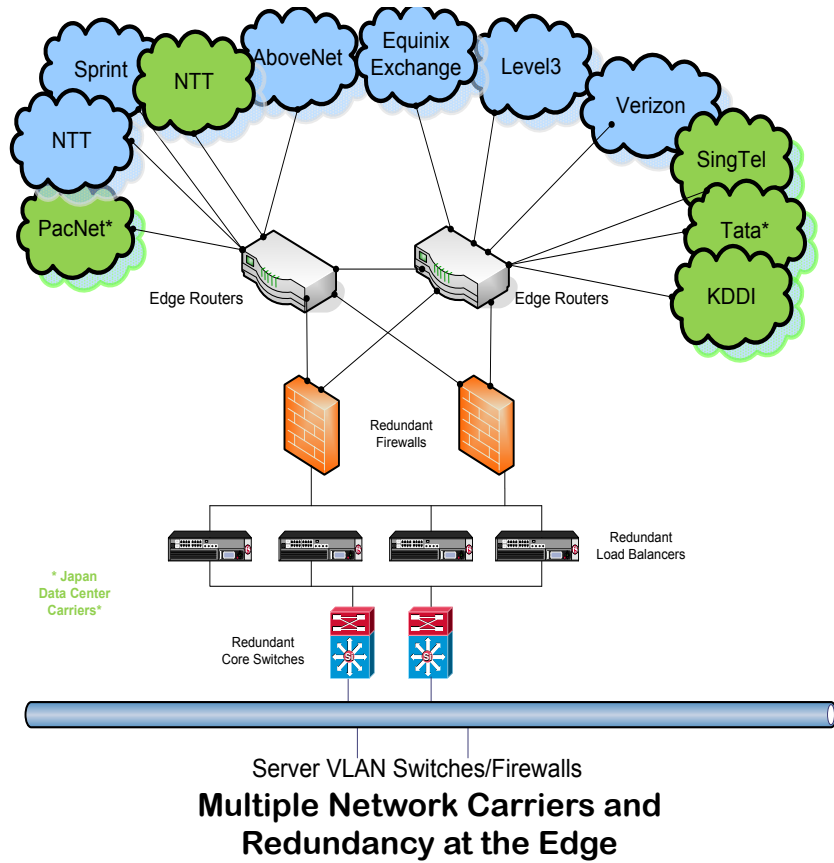 Sprint
NTT
AboveNet
Equinix
Exchange
Level3
Verizon
NTT
SingTel
PacNet*
Tata*
KDDI
Edge Routers
Edge Routers
Redundant
Firewalls
Redundant
Load Balancers
* Japan
Data Center
Carriers*
Redundant
Core Switches
Si
Si
Server VLAN Switches/Firewalls
Multiple Network Carriers and
Redundancy at the Edge